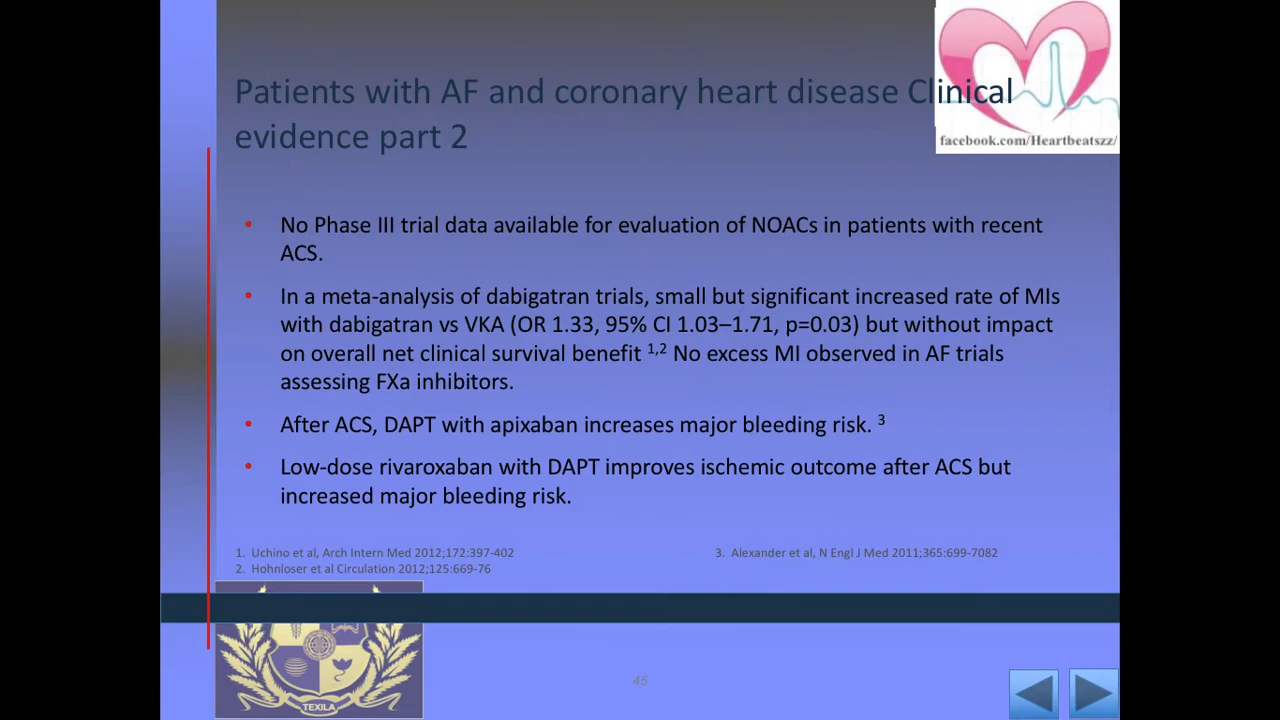 Patients with AF and coronary heart disease Clinical
evidence part 2
facebook.com/Heartbeatszz/
• No Phase III trial data available for evaluation of NOACs in patients with recent
ACS.
• In a meta-analysis of dabigatran trials, small but significant increased rate of MIs
with dabigatran vs VKA (OR 1.33, 95% CI 1.03–1.71, p=0.03) but without impact
on overall net clinical survival benefit 1,2 No excess MI observed in AF trials
assessing FXa inhibitors.
• After ACS, DAPT with apixaban increases major bleeding risk. 3
• Low-dose rivaroxaban with DAPT improves ischemic outcome after ACS but
increased major bleeding risk.
1. Uchino et al, Arch Intern Med 2012;172:397-402
2. Hohnloser et al Circulation 2012;125:669-76
3. Alexander et al, N Engl J Med 2011;365:699-7082
TEXILA
45